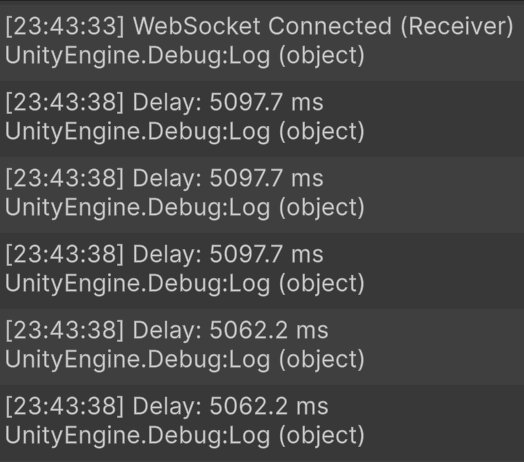 [23:43:33] WebSocket Connected (Receiver)
UnityEngine.Debug:Log (object)
[23:43:38] Delay: 5097.7 ms
UnityEngine.Debug:Log (object)
[23:43:38] Delay: 5097.7 ms
UnityEngine.Debug:Log (object)
[23:43:38] Delay: 5097.7 ms
UnityEngine.Debug:Log (object)
[23:43:38] Delay: 5062.2 ms
UnityEngine.Debug:Log (object)
[23:43:38] Delay: 5062.2 ms
UnityEngine.Debug:Log (object)